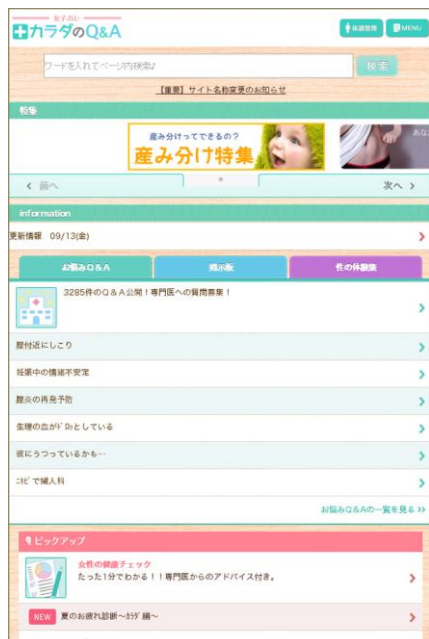 女子カレ
カラダのQ&A
体調管理
MENU
ワードを入れてページ内検索♪
検索
【重要】サイト名称変更のお知らせ
特集
産み分けってできるの?
産み分け特集
あな
前へ
次へ
information
更新情報 09/13(金)
お悩みQ&A
掲示板
性の体験集
3285件のQ&A公開!専門医への質問募集!
膣付近にしこり
妊娠中の情緒不安定
膣炎の再発予防
生理の血がドロッとしている
彼にうつっているかも…
ニキビで婦人科
お悩みQ&Aの一覧を見る
ピックアップ
女性の健康チェック
たった1分でわかる!!専門医からのアドバイス付き。
NEW 夏のお疲れ診断~カラダ編~